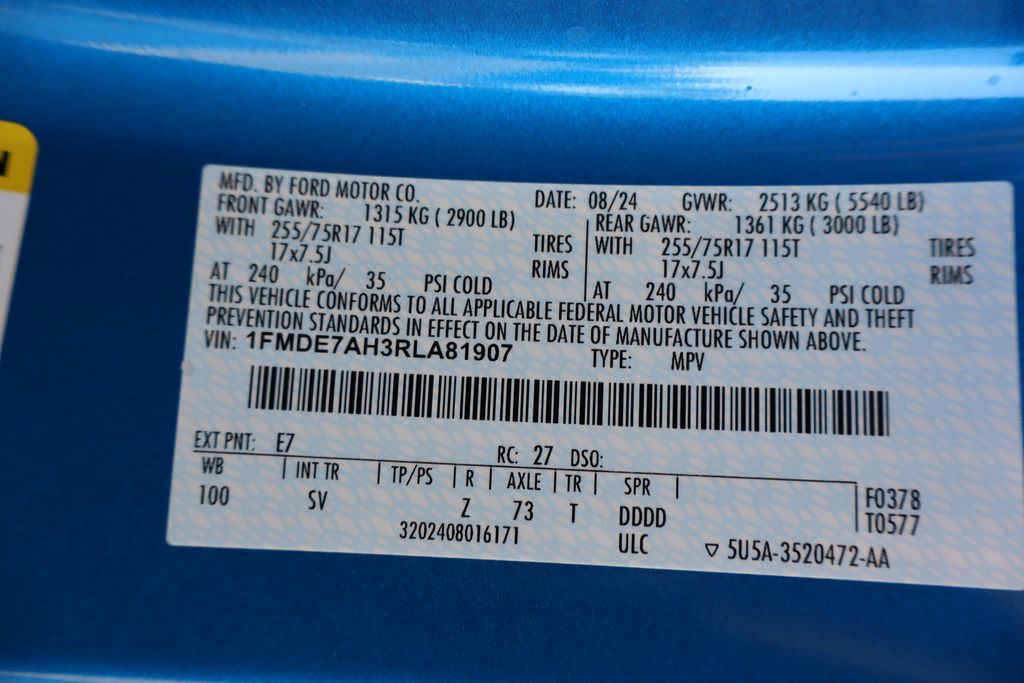 N
MFD. BY FORD MOTOR CO. DATE: 08/24 GVWR: 2513 KG ( 5540 LB)
FRONT GAWR: 1315 KG ( 2900 LB) REAR GAWR: 1361 KG ( 3000 LB)
WITH 255/75R17 115T TIRES WITH 255/75R17 115T TIRES
17x7.5J RIMS 17x7.5J RIMS
AT 240 kPa/ 35 PSI COLD AT 240 kPa/ 35 PSI COLD
THIS VEHICLE CONFORMS TO ALL APPLICABLE FEDERAL MOTOR VEHICLE SAFETY AND THEFT
PREVENTION STANDARDS IN EFFECT ON THE DATE OF MANUFACTURE SHOWN ABOVE.
VIN: 1FMDE7AH3RLA81907 TYPE: MPV
EXT PNT: E7 RC: 27 DSO:
WB | INT TR | TP/PS | R | AXLE | TR | SPR | F0378
100 SV Z 73 T DDDD T0577
3202408016171 ULC ▽ 5U5A-3520472-AA